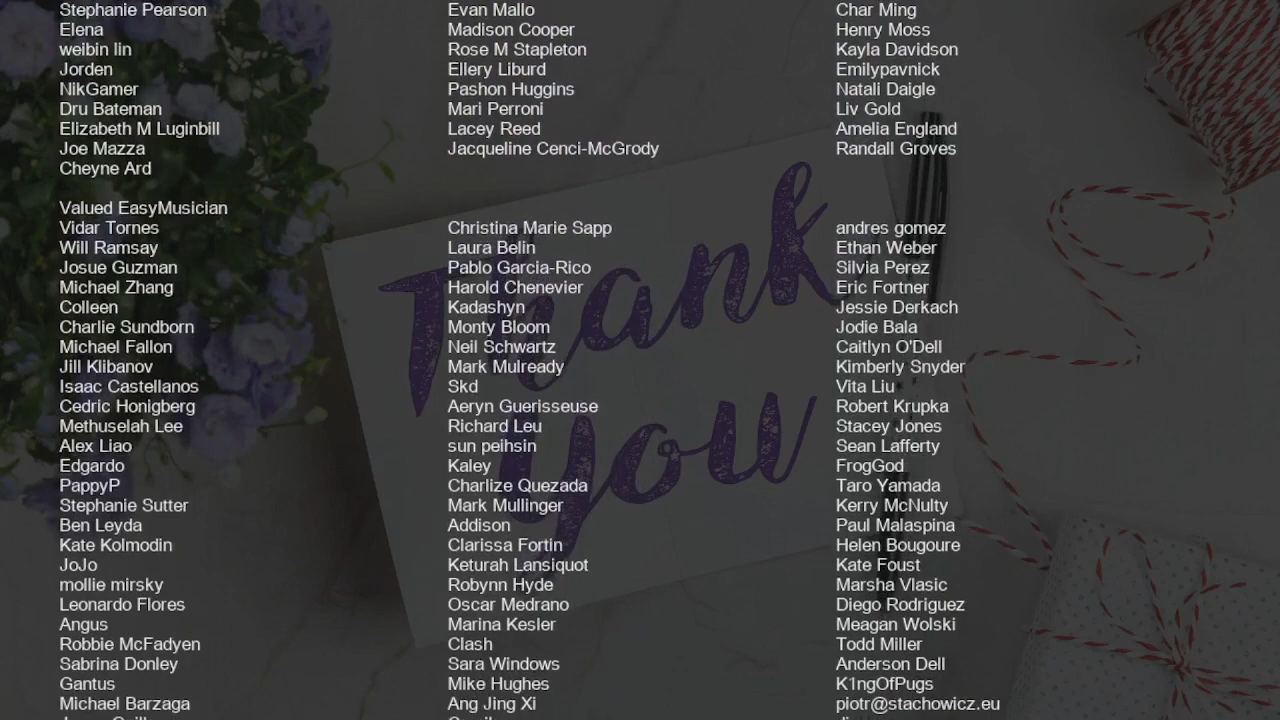 Stephanie Pearson
Elena
weibin lin
Jorden
NikGamer
Dru Bateman
Elizabeth M Luginbill
Joe Mazza
Cheyne Ard
Evan Mallo
Madison Cooper
Rose M Stapleton
Ellery Liburd
Pashon Huggins
Mari Perroni
Lacey Reed
Jacqueline Cenci-McGrody
Char Ming
Henry Moss
Kayla Davidson
Emilypavnick
Natali Daigle
Liv Gold
Amelia England
Randall Groves
Valued EasyMusician
Vidar Tornes
Will Ramsay
Josue Guzman
Michael Zhang
Colleen
Charlie Sundborn
Michael Fallon
Jill Klibanov
Isaac Castellanos
Cedric Honigberg
Methuselah Lee
Alex Liao
Edgardo
PappyP
Stephanie Sutter
Ben Leyda
Kate Kolmodin
JoJo
mollie mirsky
Leonardo Flores
Angus
Robbie McFadyen
Sabrina Donley
Gantus
Michael Barzaga
Christina Marie Sapp
Laura Belin
Pablo Garcia-Rico
Harold Chenevier
Kadashyn
Monty Bloom
Neil Schwartz
Mark Mulready
Skd
Aeryn Guerisseuse
Richard Leu
sun peihsin
Kaley
Charlize Quezada
Mark Mullinger
Addison
Clarissa Fortin
Keturah Lansiquot
Robynn Hyde
Oscar Medrano
Marina Kesler
Clash
Sara Windows
Mike Hughes
Ang Jing Xi
andres gomez
Ethan Weber
Silvia Perez
Eric Fortner
Jessie Derkach
Jodie Bala
Caitlyn O'Dell
Kimberly Snyder
Vita Liu
Robert Krupka
Stacey Jones
Sean Lafferty
FrogGod
Taro Yamada
Kerry McNulty
Paul Malaspina
Helen Bougoure
Kate Foust
Marsha Vlasic
Diego Rodriguez
Meagan Wolski
Todd Miller
Anderson Dell
K1ngOfPugs
piotr@stachowicz.eu
Thank
you